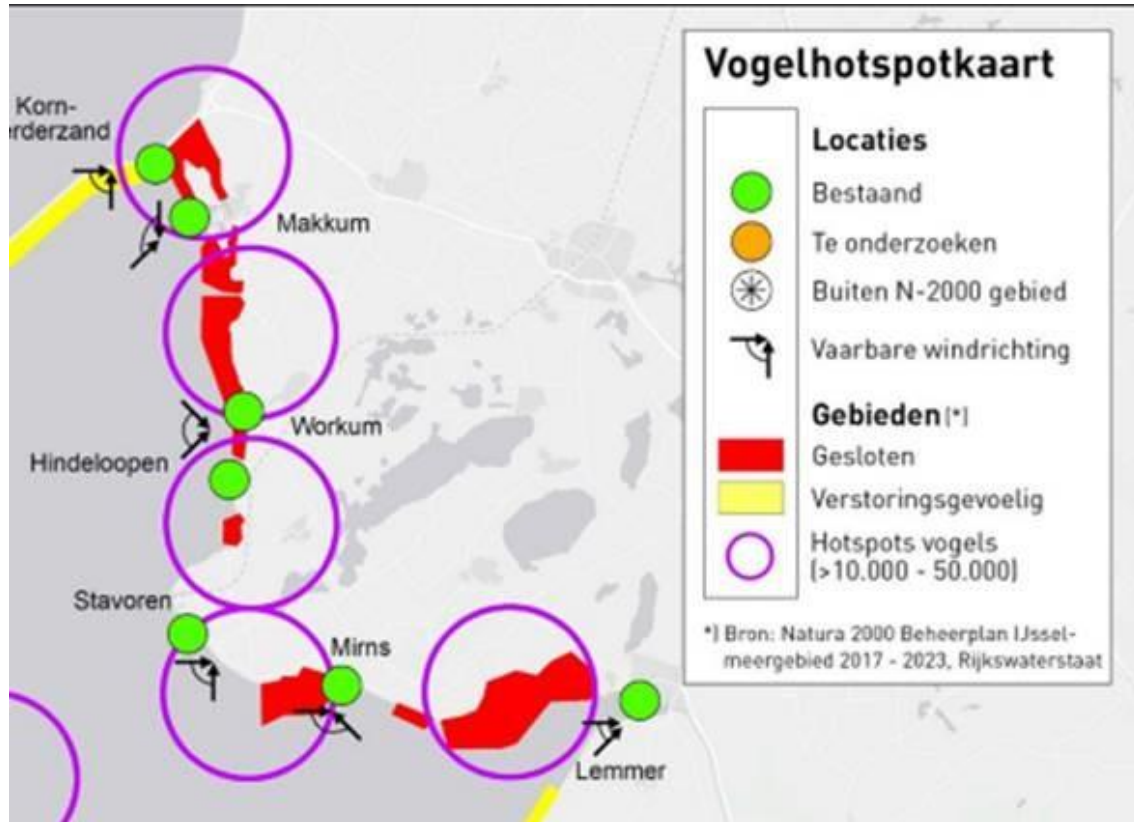 Korn-
erderzand
Makkum
Workum
Hindeloopen
Stavoren
Mirns
Lemmer
Vogelhotspotkaart
Locaties
Bestaand
Te onderzoeken
Buiten N-2000 gebied
Vaarbare windrichting
Gebieden (*)
Gesloten
Verstoringsgevoelig
Hotspots vogels
(>10.000 - 50.000)
*) Bron: Natura 2000 Beheerplan IJssel-
meergebied 2017 - 2023, Rijkswaterstaat